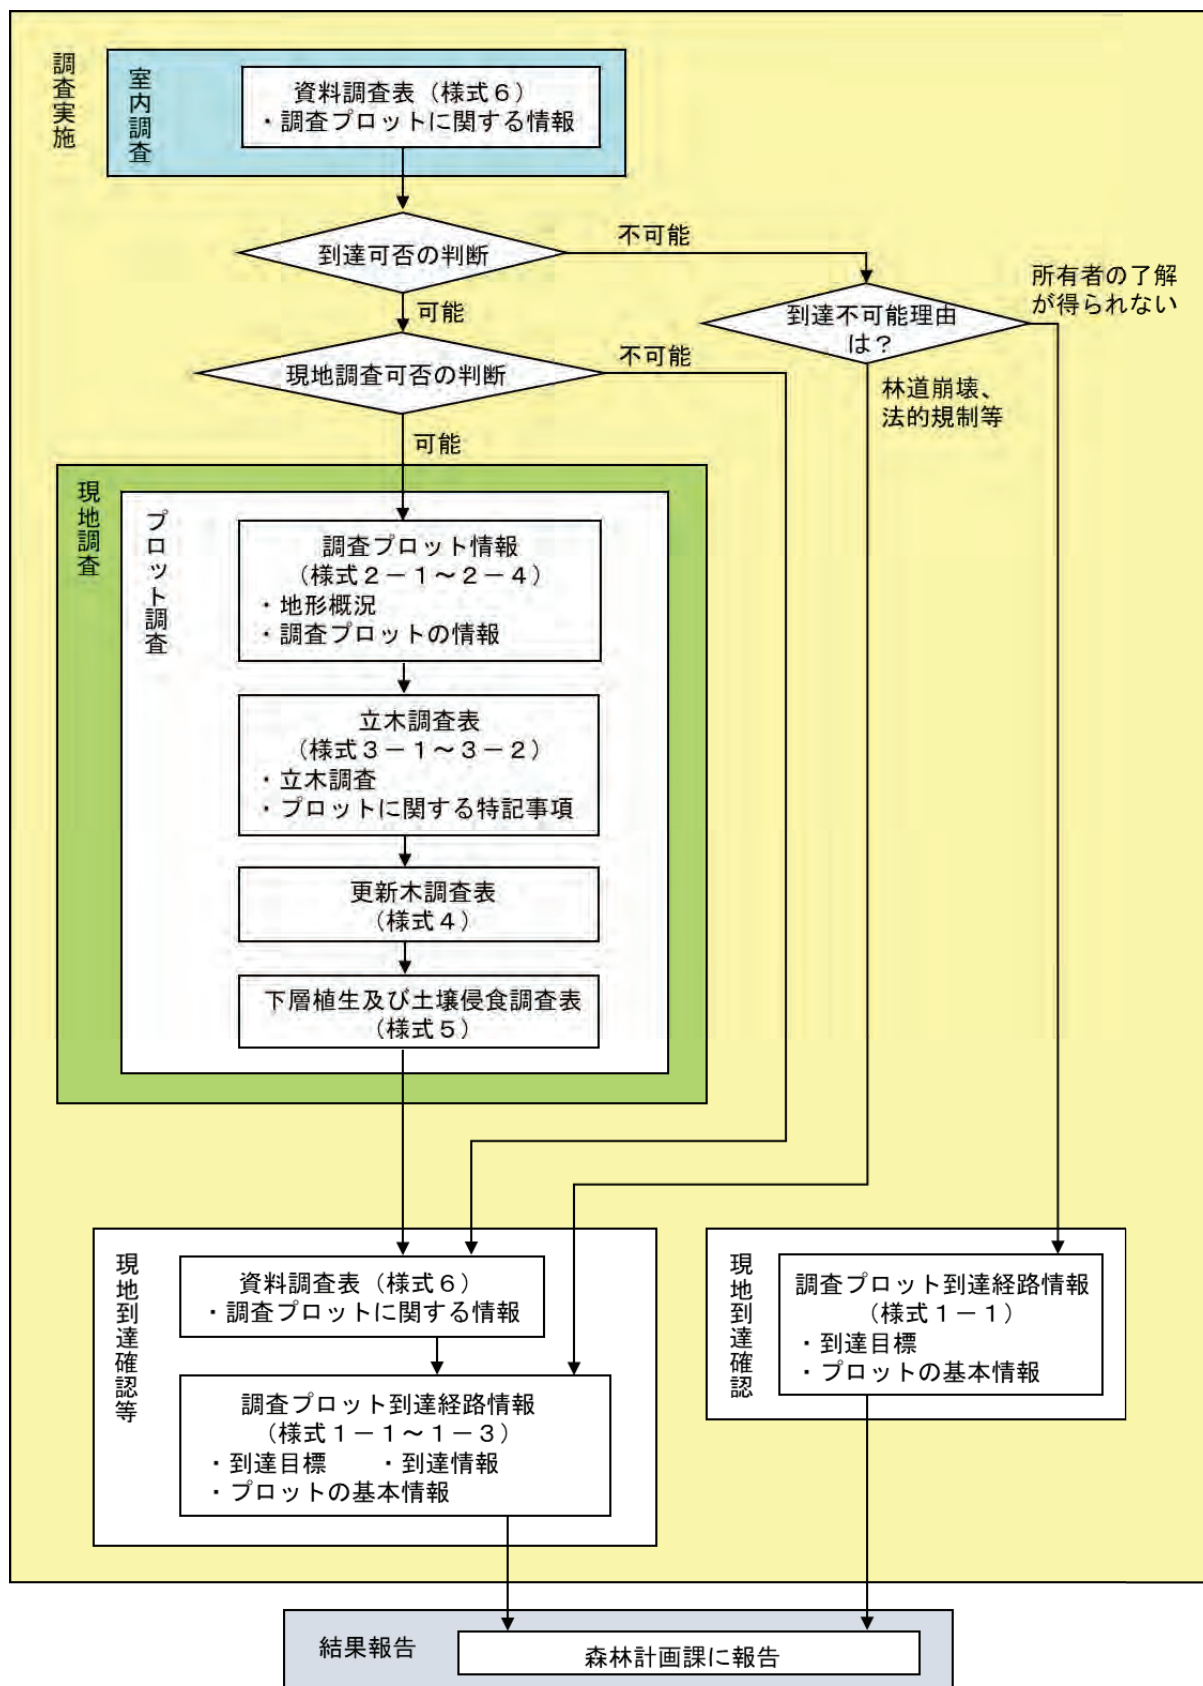 調査実施
室内調査
資料調査表（様式６）
・調査プロットに関する情報
到達可否の判断
不可能
可能
到達不可能理由
は？
所有者の了解
が得られない
現地調査可否の判断
不可能
林道崩壊、
法的規制等
可能
現地調査
プロット調査
調査プロット情報
（様式２－１～２－４）
・地形概況
・調査プロットの情報
立木調査表
（様式３－１～３－２）
・立木調査
・プロットに関する特記事項
更新木調査表
（様式４）
下層植生及び土壌侵食調査表
（様式５）
現地到達確認等
資料調査表（様式６）
・調査プロットに関する情報
調査プロット到達経路情報
（様式１－１～１－３）
・到達目標　・到達情報
・プロットの基本情報
現地到達確認
調査プロット到達経路情報
（様式１－１）
・到達目標
・プロットの基本情報
結果報告
森林計画課に報告